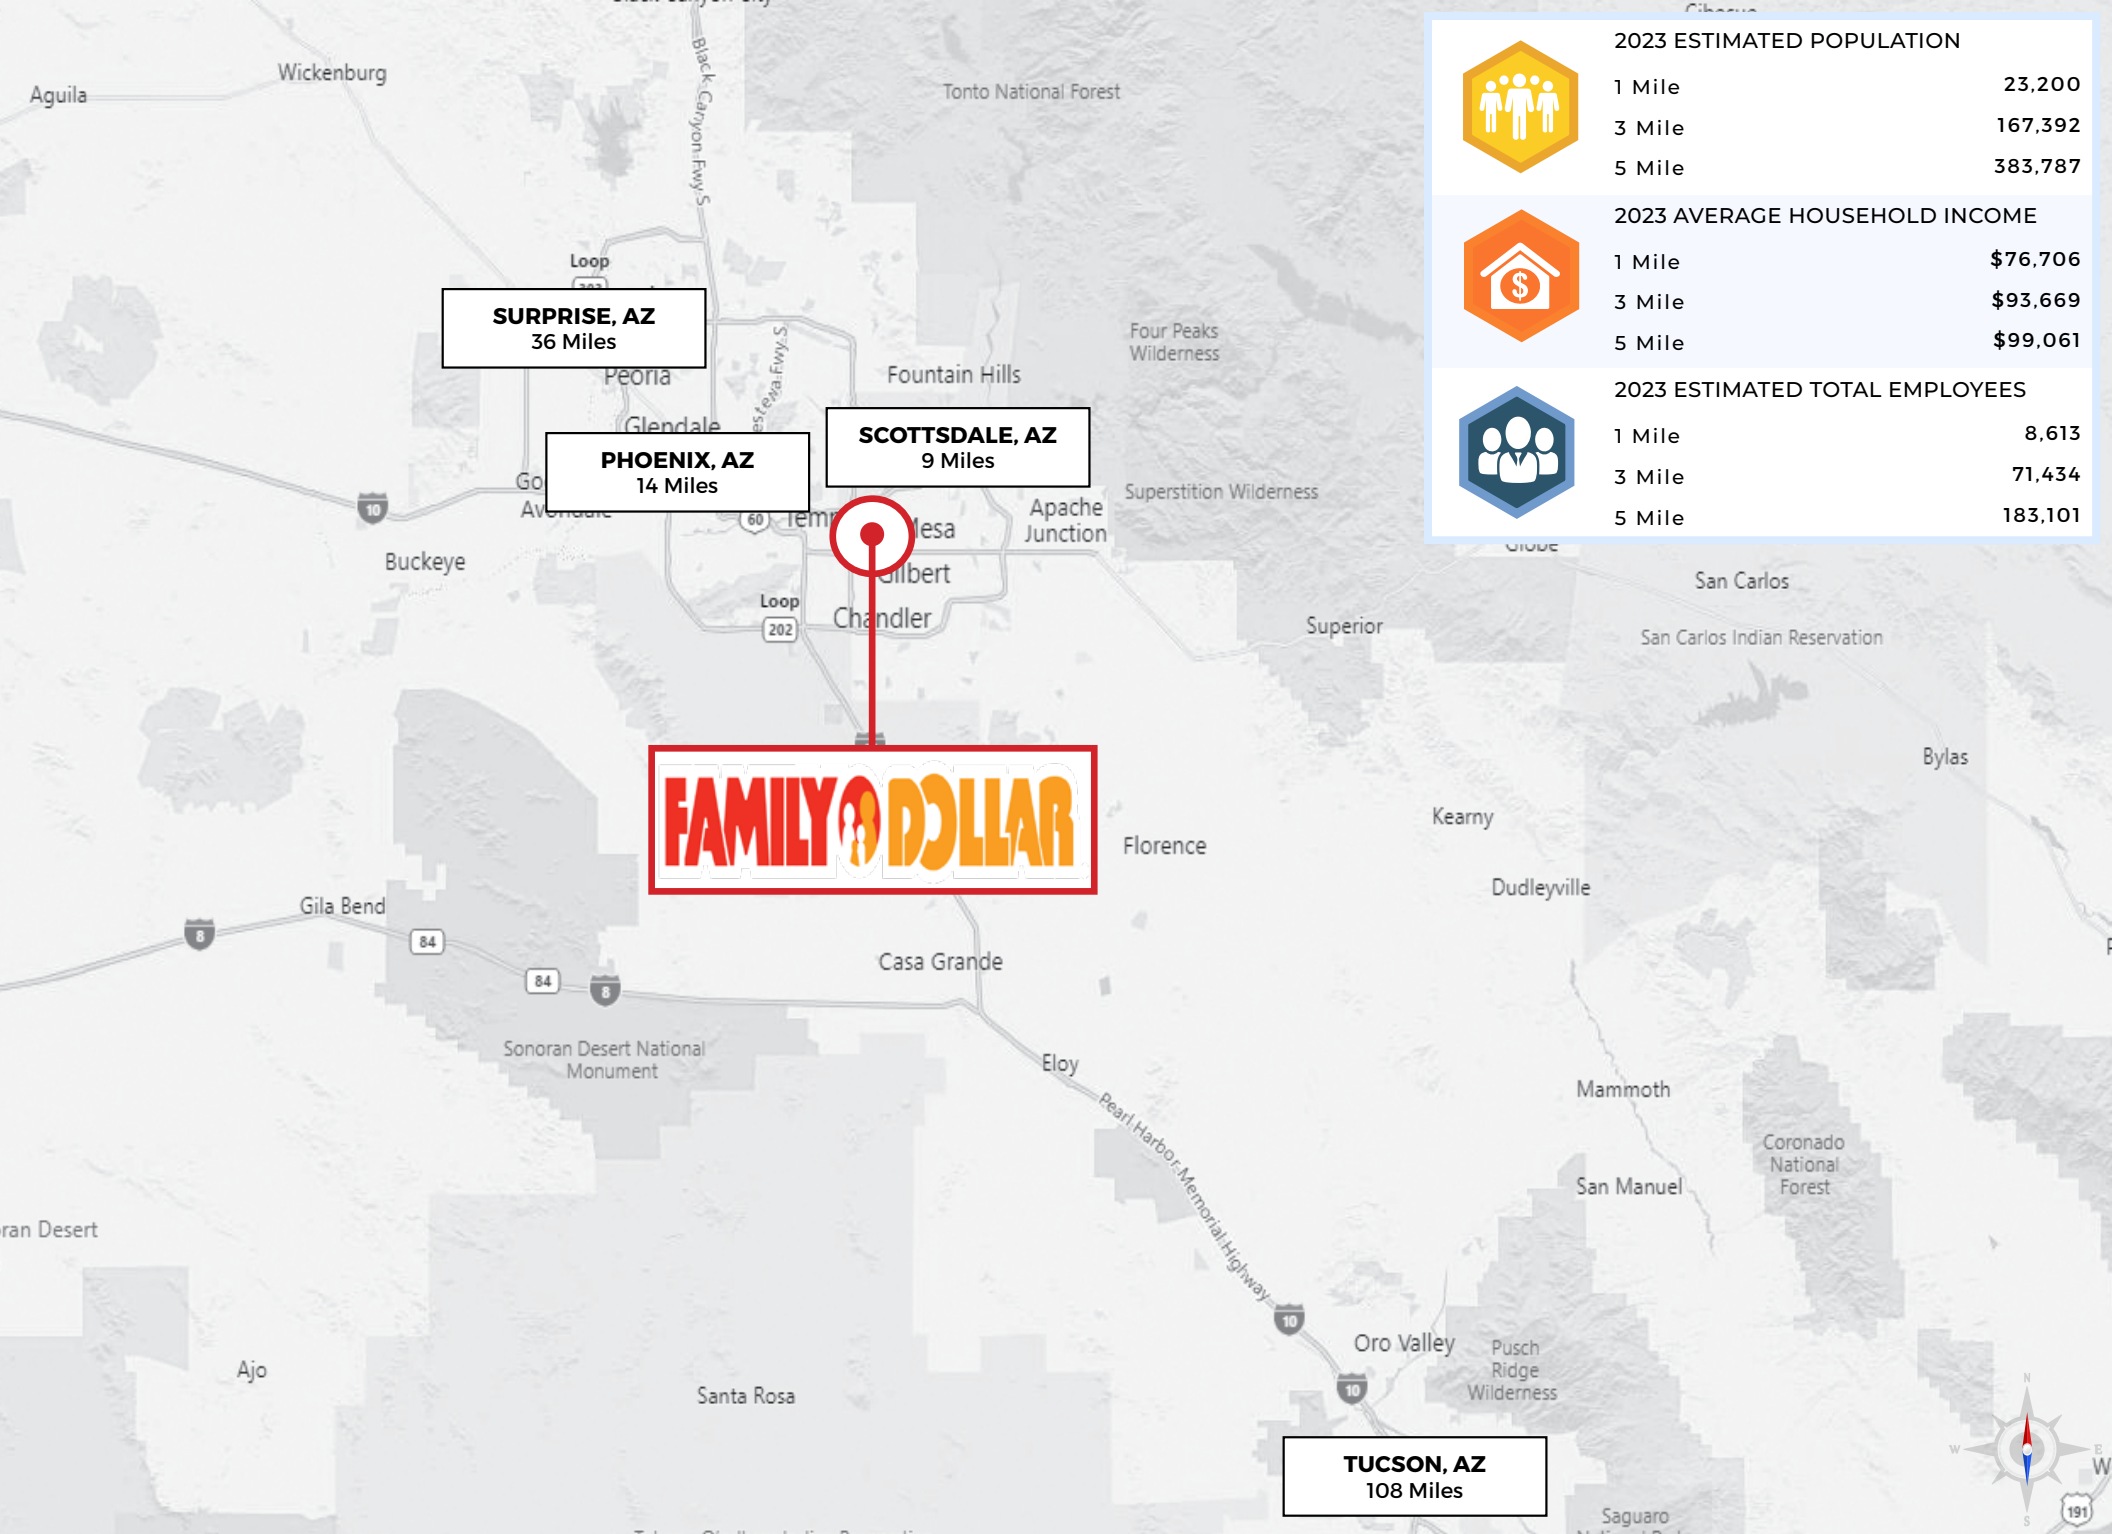 Wickenburg
Aguila
Black Canyon Fwy S
Tonto National Forest
2023 ESTIMATED POPULATION
1 Mile 23,200
3 Mile 167,392
5 Mile 383,787
2023 AVERAGE HOUSEHOLD INCOME
1 Mile $76,706
3 Mile $93,669
5 Mile $99,061
2023 ESTIMATED TOTAL EMPLOYEES
1 Mile 8,613
3 Mile 71,434
5 Mile 183,101
Loop
SURPRISE, AZ
36 Miles
Peoria
Fountain Hills
Four Peaks
Wilderness
Glendale
PHOENIX, AZ
14 Miles
SCOTTSDALE, AZ
9 Miles
Superstition Wilderness
10
60
Mesa
Apache
Junction
Buckeye
Gilbert
Loop
202
Chandler
Superior
San Carlos
San Carlos Indian Reservation
Bylas
FAMILY DOLLAR
Florence
Kearny
Dudleyville
Gila Bend
8
84
84
8
Casa Grande
Sonoran Desert National
Monument
Eloy
Pearl Harbor Memorial Highway
Mammoth
Coronado
National
Forest
San Manuel
ran Desert
10
Oro Valley
Pusch
Ridge
Wilderness
10
Ajo
Santa Rosa
TUCSON, AZ
108 Miles
N
W E
S
191
Saguaro